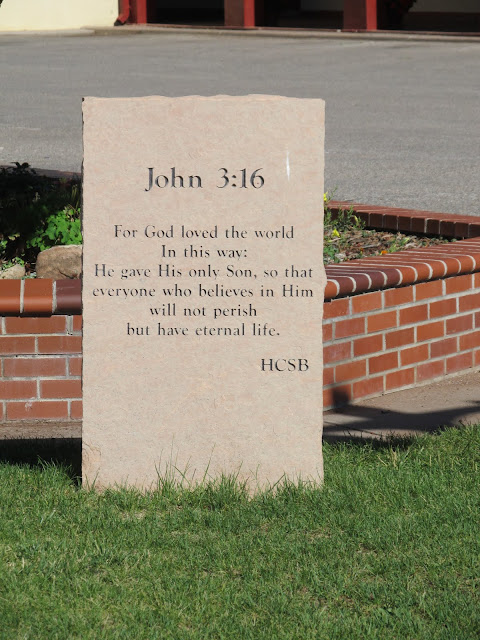 John 3:16
For God loved the world
In this way:
He gave His only Son, so that
everyone who believes in Him
will not perish
but have eternal life.
HCSB